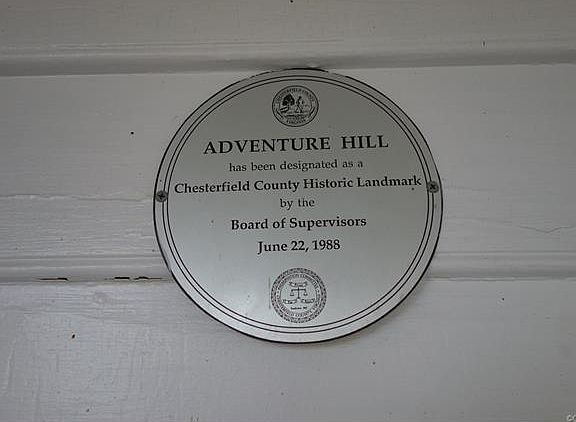 ADVENTURE HILL
has been designated as a
Chesterfield County Historic Landmark
by the
Board of Supervisors
June 22, 1988